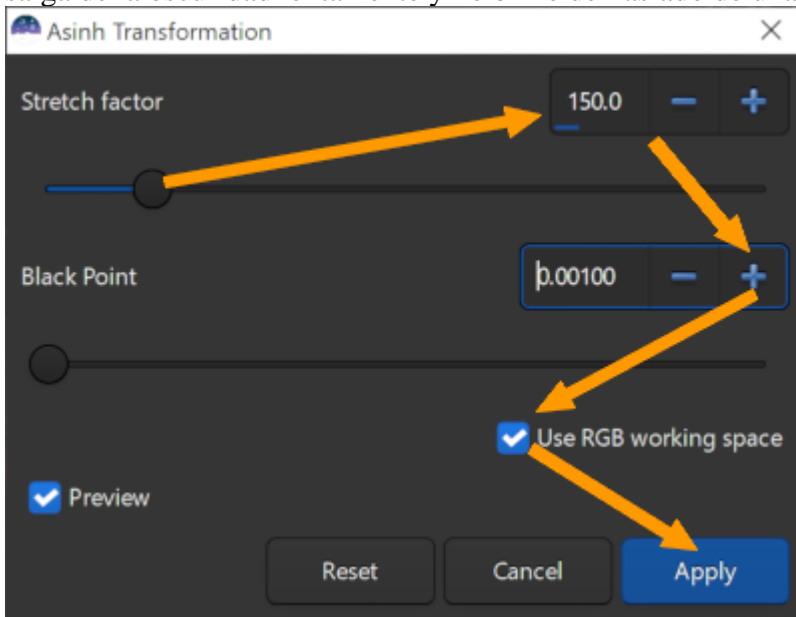 Asinh Transformation
Stretch factor
150.0
Black Point
0.00100
Use RGB working space
Preview
Reset Cancel Apply